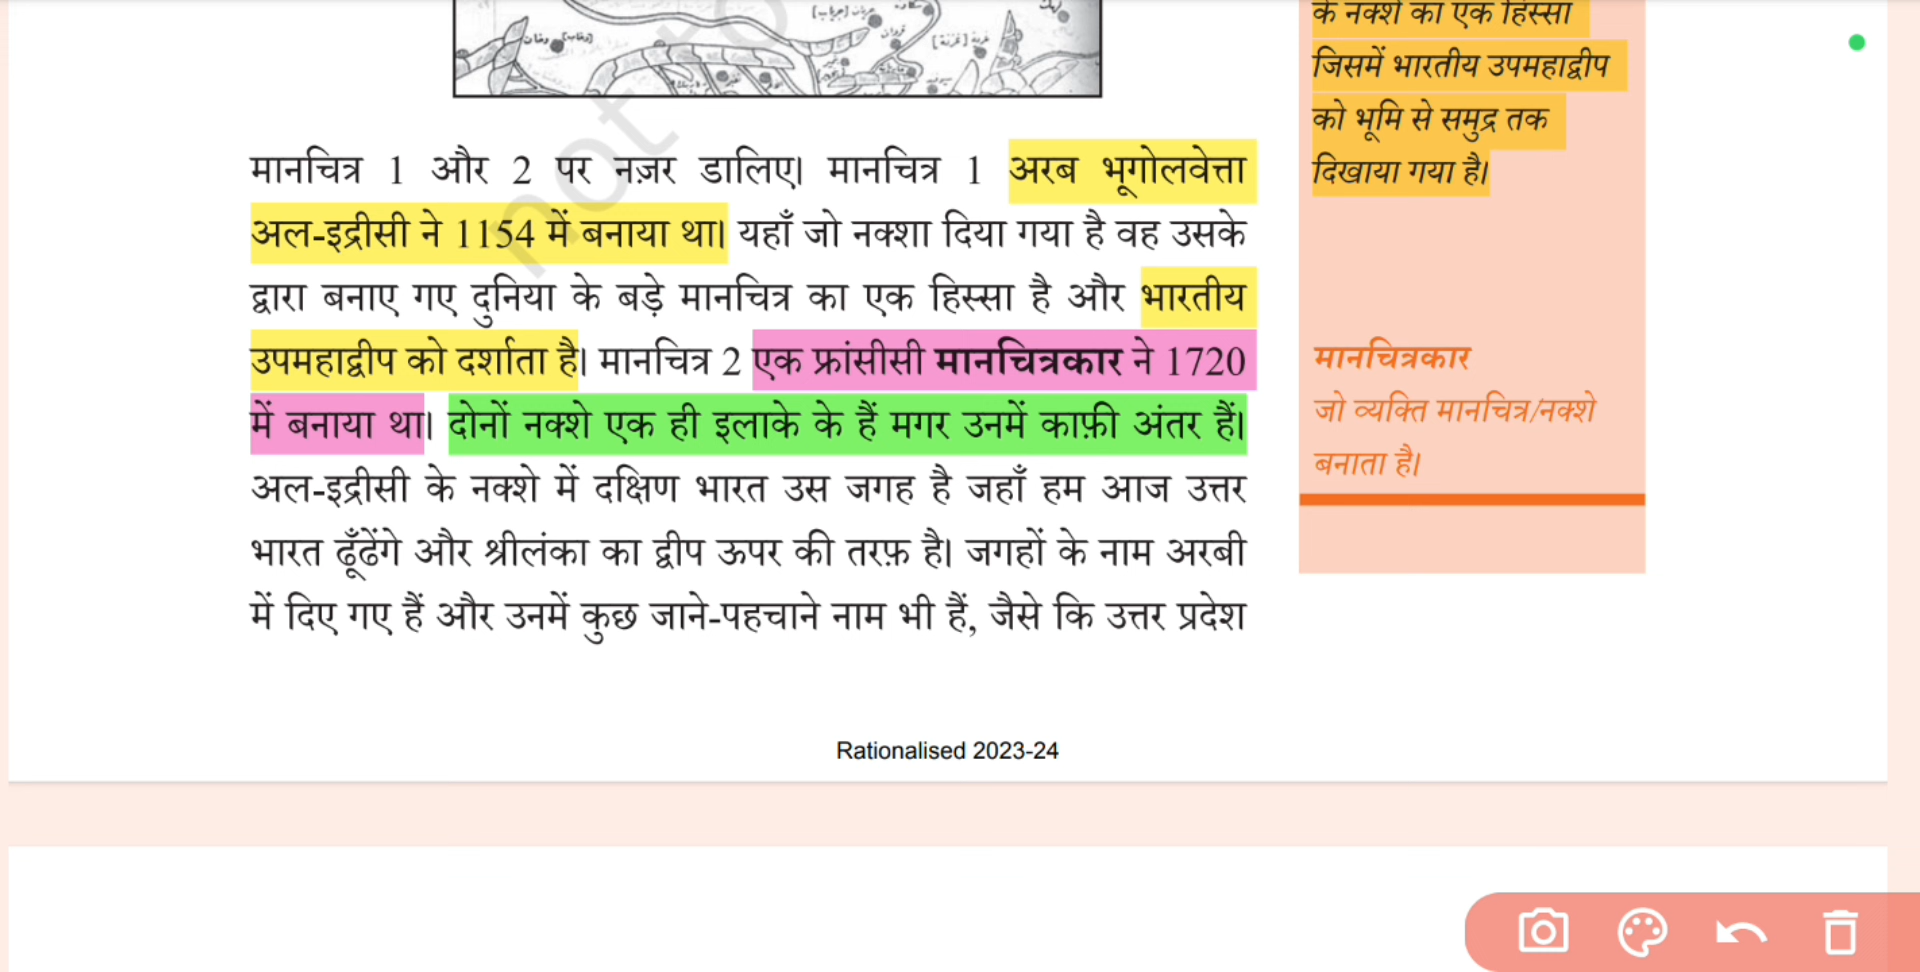 मानचित्र 1 और 2 पर नज़र डालिए। मानचित्र 1 अरब भूगोलवेत्ता
अल-इद्रीसी ने 1154 में बनाया था। यहाँ जो नक्शा दिया गया है वह उसके
द्वारा बनाए गए दुनिया के बड़े मानचित्र का एक हिस्सा है और भारतीय
उपमहाद्वीप को दर्शाता है। मानचित्र 2 एक फ्रांसीसी मानचित्रकार ने 1720
में बनाया था। दोनों नक्शे एक ही इलाके के हैं मगर उनमें काफ़ी अंतर हैं।
अल-इद्रीसी के नक्शे में दक्षिण भारत उस जगह है जहाँ हम आज उत्तर
भारत ढूँढेंगे और श्रीलंका का द्वीप ऊपर की तरफ़ है। जगहों के नाम अरबी
में दिए गए हैं और उनमें कुछ जाने-पहचाने नाम भी हैं, जैसे कि उत्तर प्रदेश
के नक्शे का एक हिस्सा
जिसमें भारतीय उपमहाद्वीप
को भूमि से समुद्र तक
दिखाया गया है।
मानचित्रकार
जो व्यक्ति मानचित्र/नक्शे
बनाता है।
not to
Rationalised 2023-24